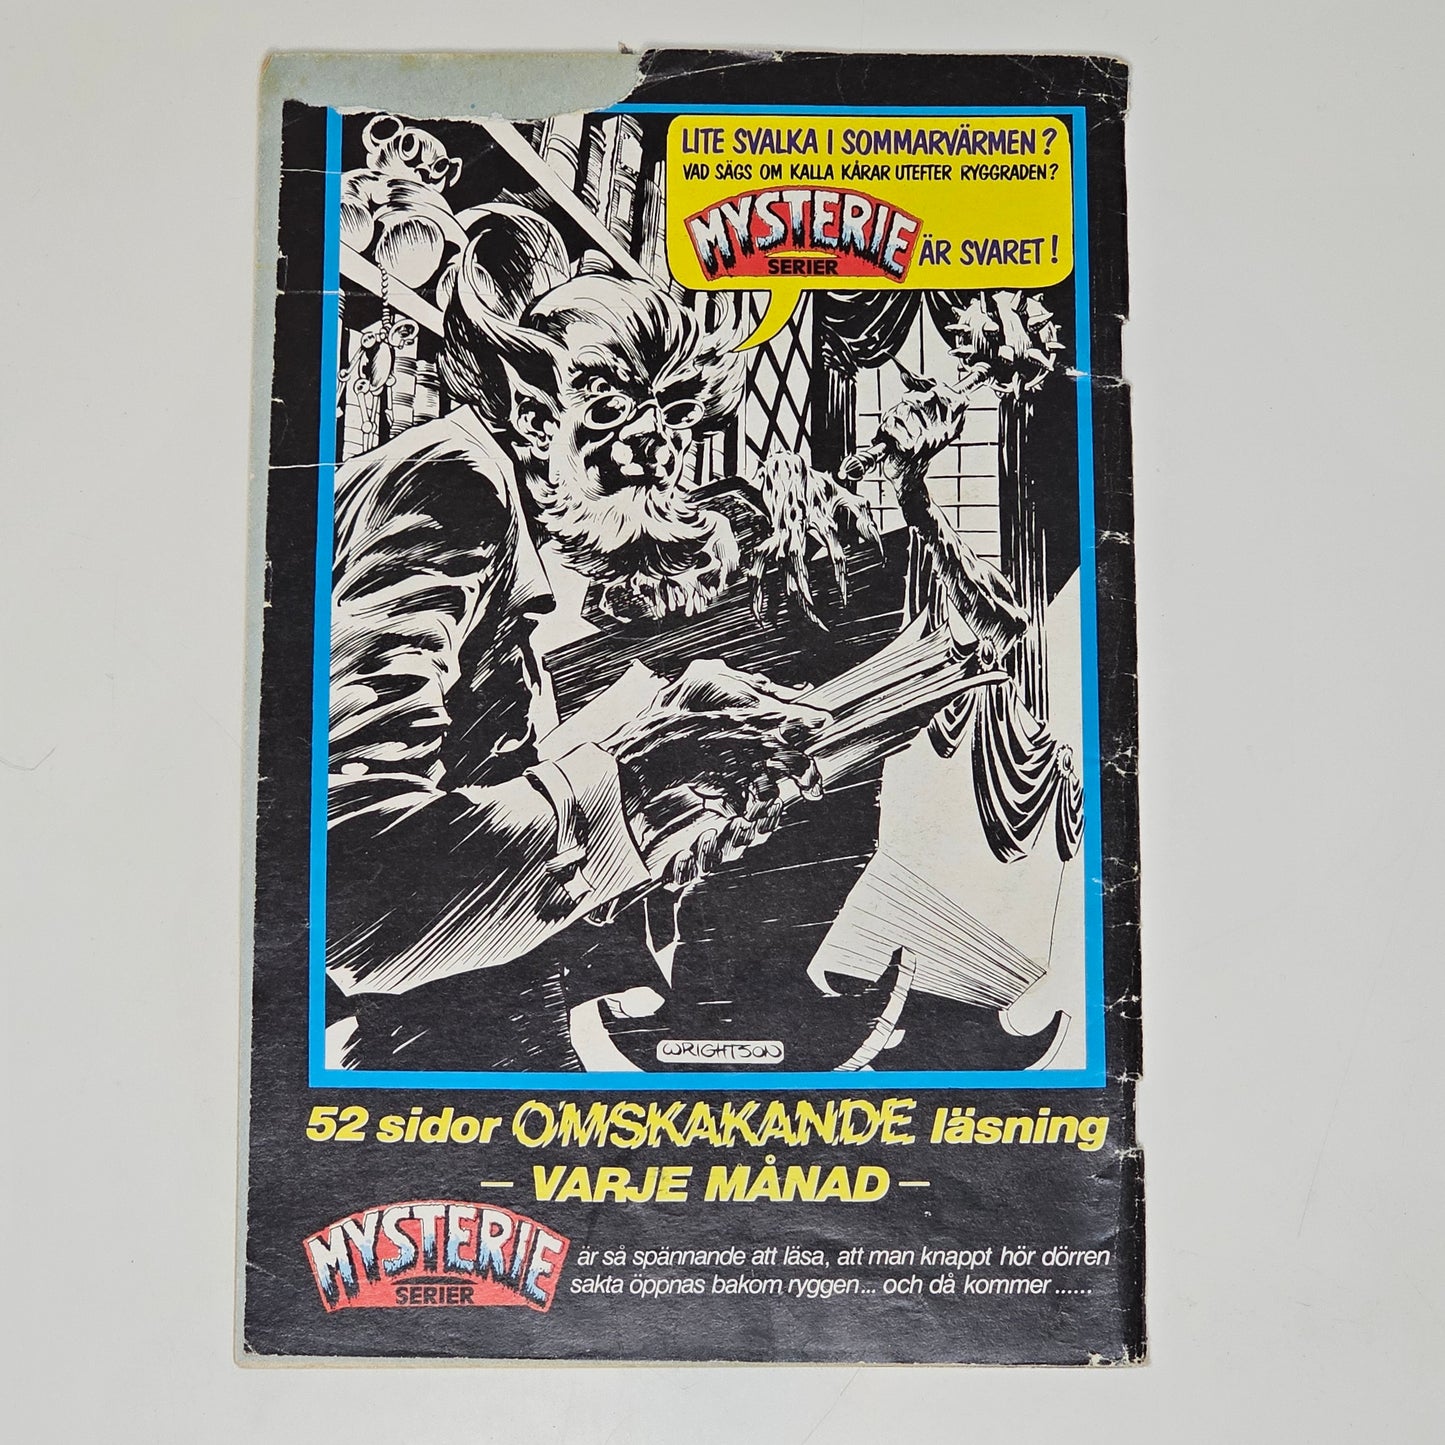 LITE SVALKA I SOMMARVÄRMEN?
VAD SÄGS OM KALLA KÅRAR UTEFTER RYGGRADEN?
MYSTERIE
SERIER
ÄR SVARET!
WRIGHTSON
52 sidor OMSKAKANDE läsning
– VARJE MÅNAD –
MYSTERIE
SERIER
är så spännande att läsa, att man knappt hör dörren
sakta öppnas bakom ryggen... och då kommer ......